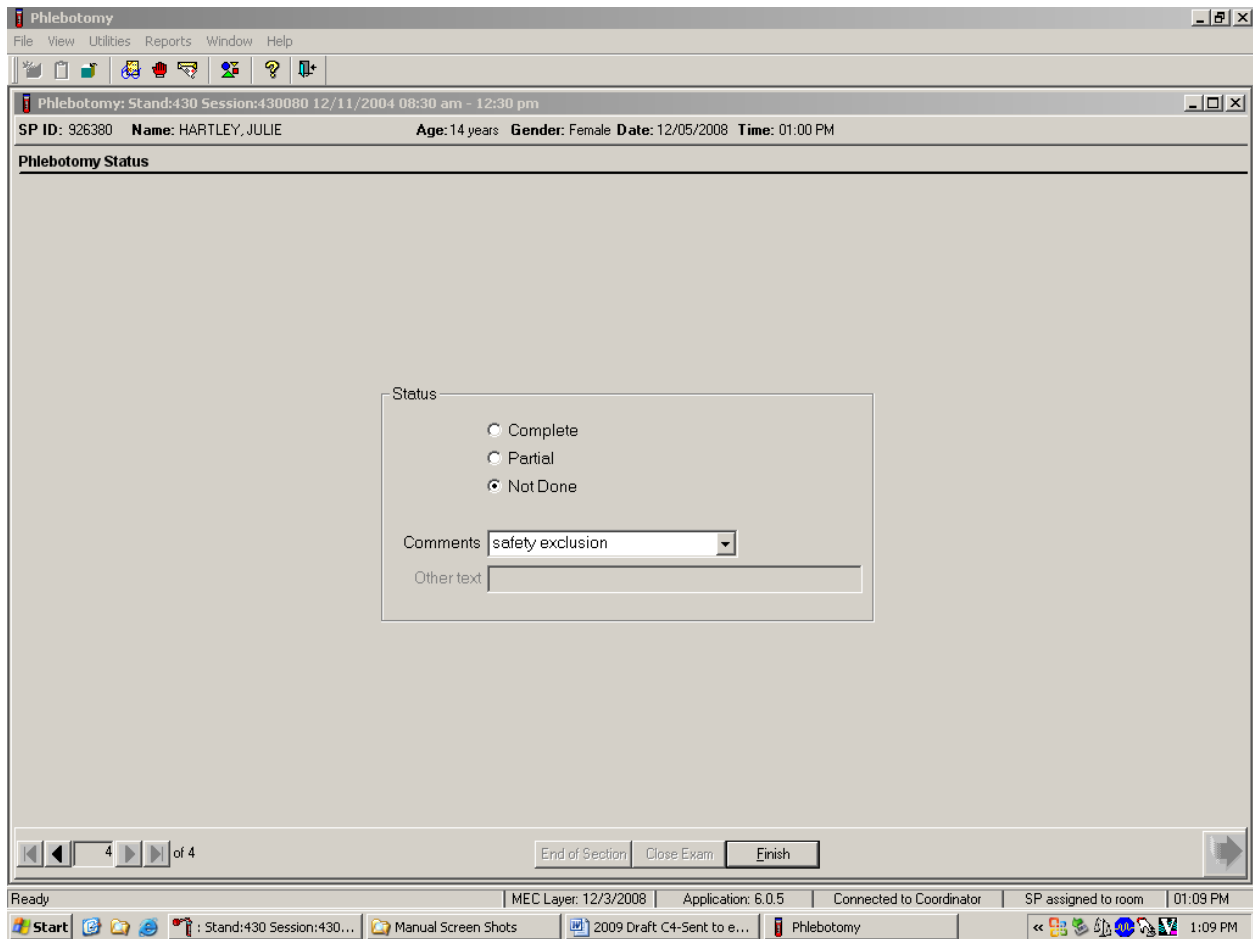 Phlebotomy
File View Utilities Reports Window Help
Phlebotomy: Stand:430 Session:430080 12/11/2004 08:30 am - 12:30 pm
SP ID: 926380 Name: HARTLEY, JULIE Age: 14 years Gender: Female Date: 12/05/2008 Time: 01:00 PM
Phlebotomy Status
Status
Complete
Partial
Not Done
Comments safety exclusion
Other text
4 of 4 End of Section Close Exam Finish
Ready MEC Layer: 12/3/2008 Application: 6.0.5 Connected to Coordinator SP assigned to room 01:09 PM
Start : Stand:430 Session:430... Manual Screen Shots 2009 Draft C4-Sent to e... Phlebotomy « 1:09 PM